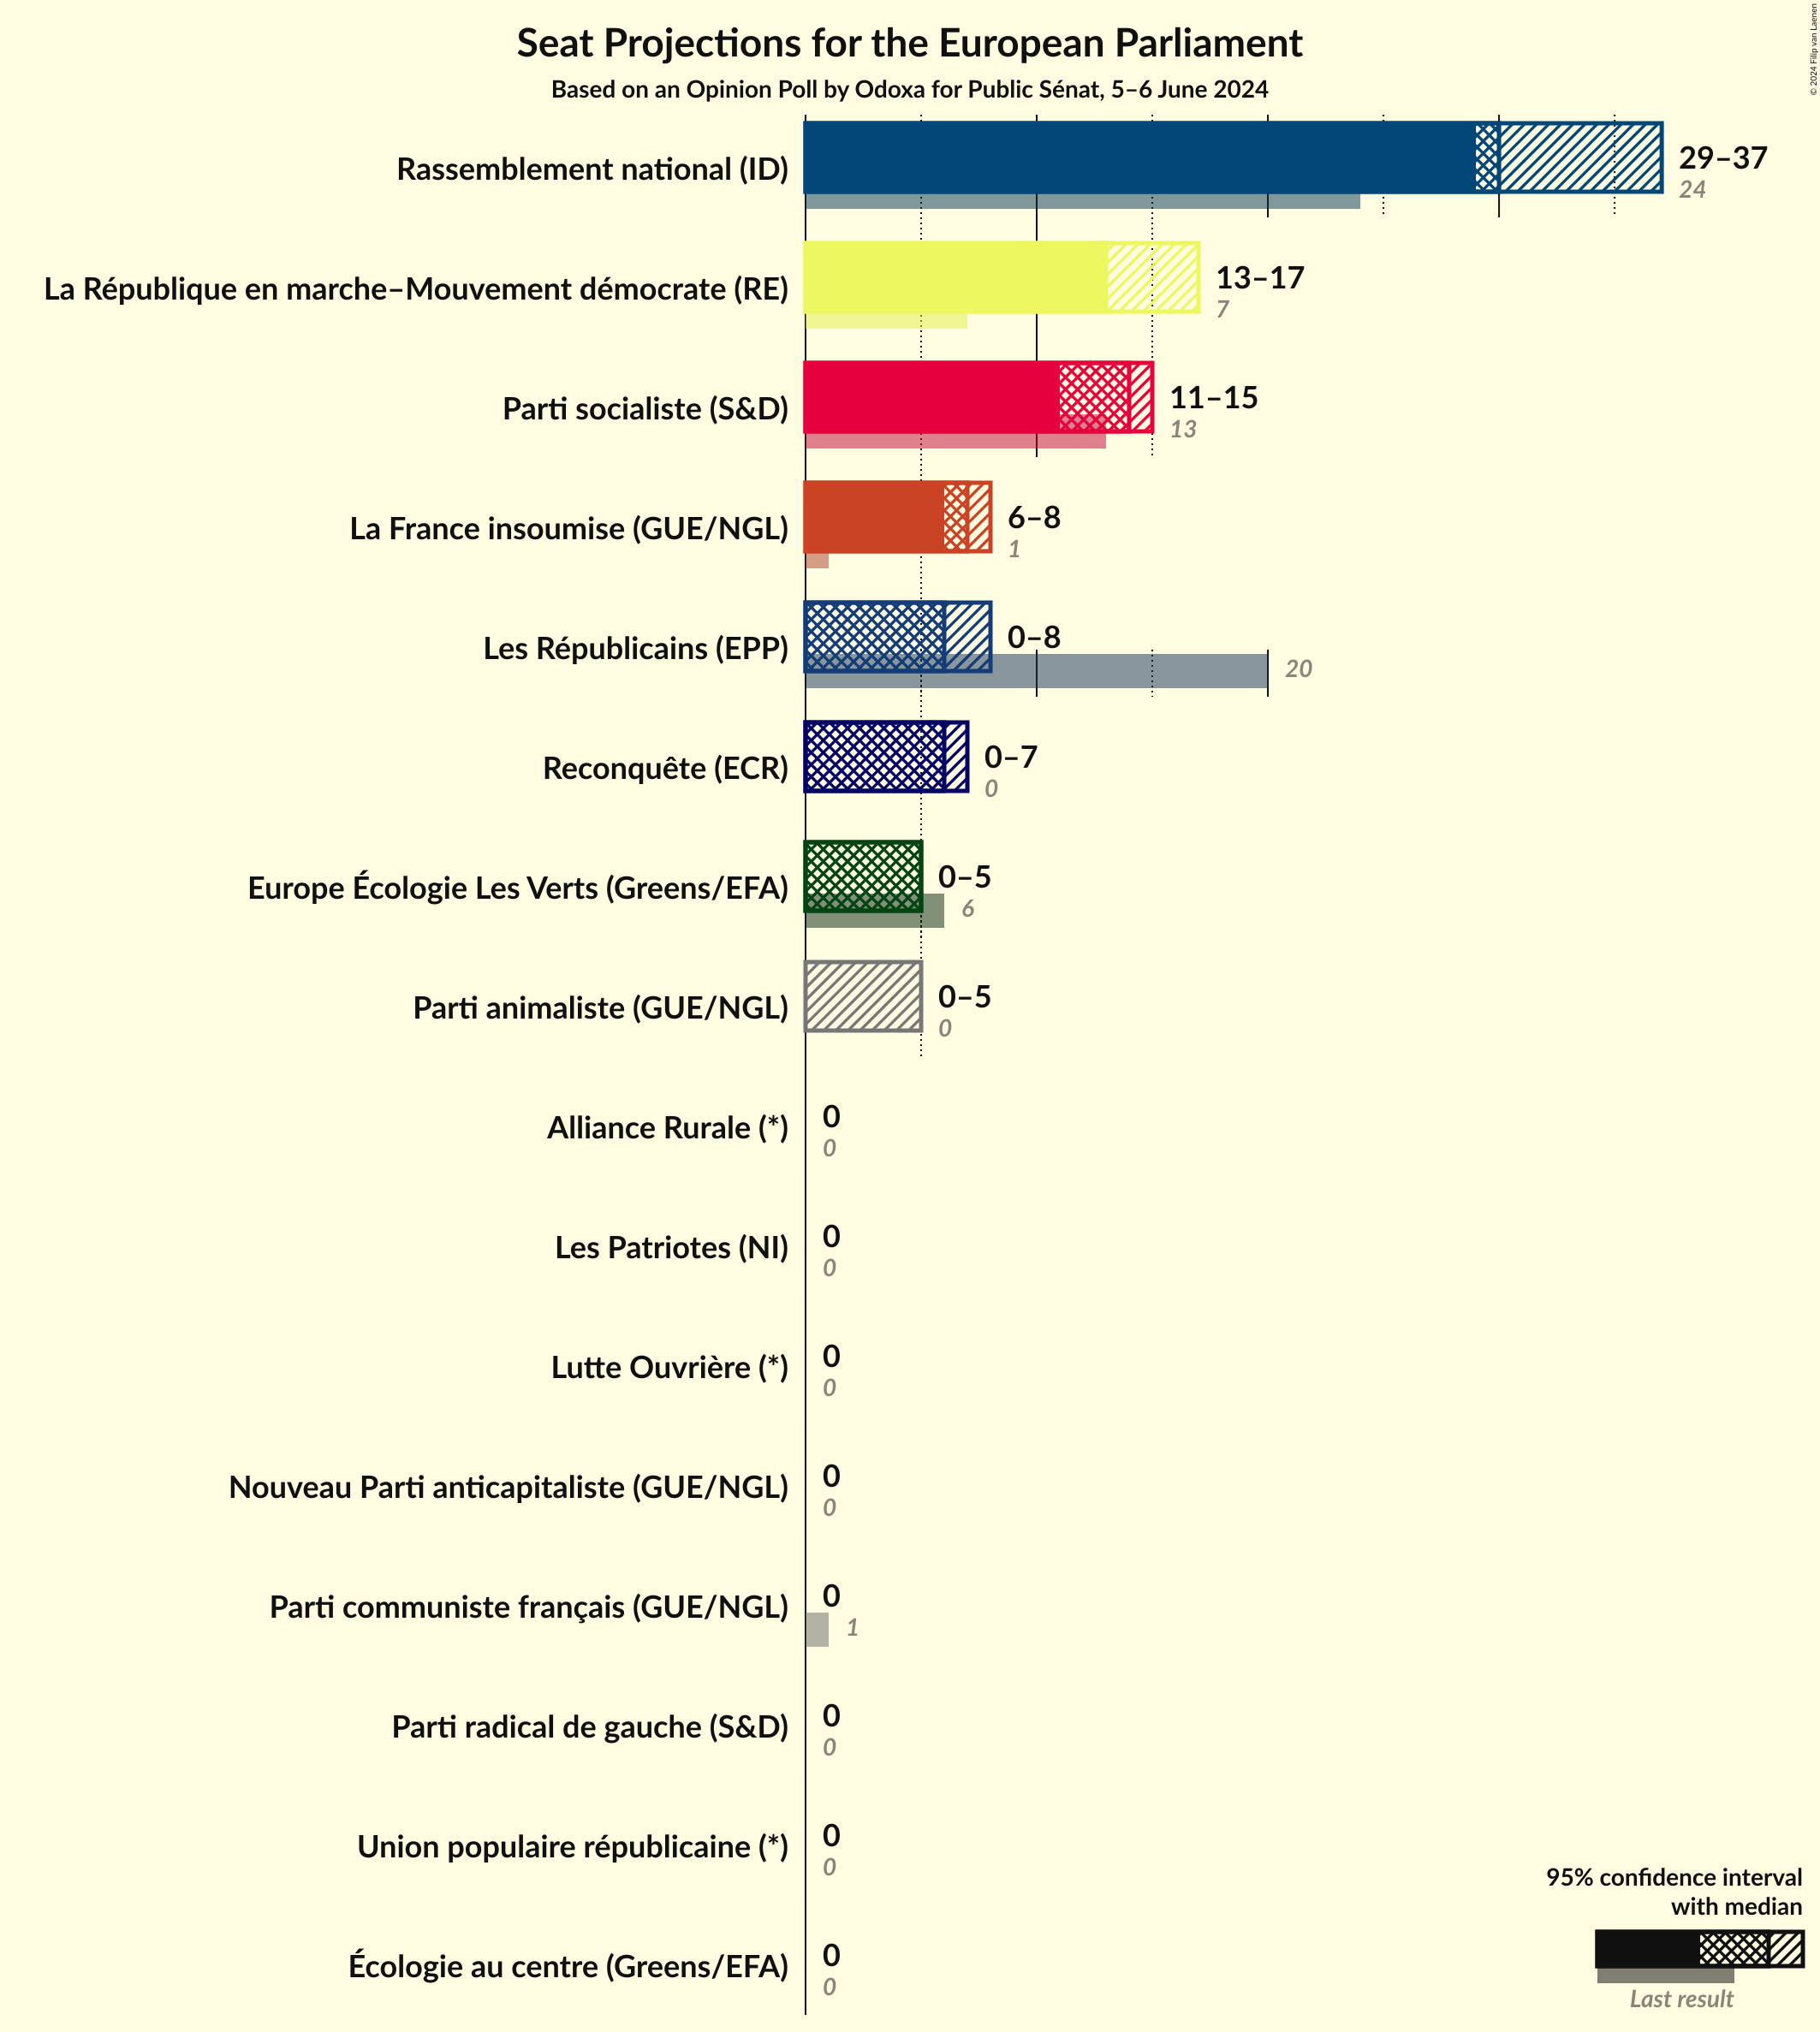 Seat Projections for the European Parliament
Based on an Opinion Poll by Odoxa for Public Sénat, 5–6 June 2024
© 2024 Filip van Laenen
Rassemblement national (ID)
29–37
24
La République en marche–Mouvement démocrate (RE)
13–17
7
Parti socialiste (S&D)
11–15
13
La France insoumise (GUE/NGL)
6–8
1
Les Républicains (EPP)
0–8
20
Reconquête (ECR)
0–7
0
Europe Écologie Les Verts (Greens/EFA)
0–5
6
Parti animaliste (GUE/NGL)
0–5
0
Alliance Rurale (*)
0
0
Les Patriotes (NI)
0
0
Lutte Ouvrière (*)
0
0
Nouveau Parti anticapitaliste (GUE/NGL)
0
0
Parti communiste français (GUE/NGL)
0
1
Parti radical de gauche (S&D)
0
0
Union populaire républicaine (*)
0
0
Écologie au centre (Greens/EFA)
0
0
95% confidence interval
with median
Last result